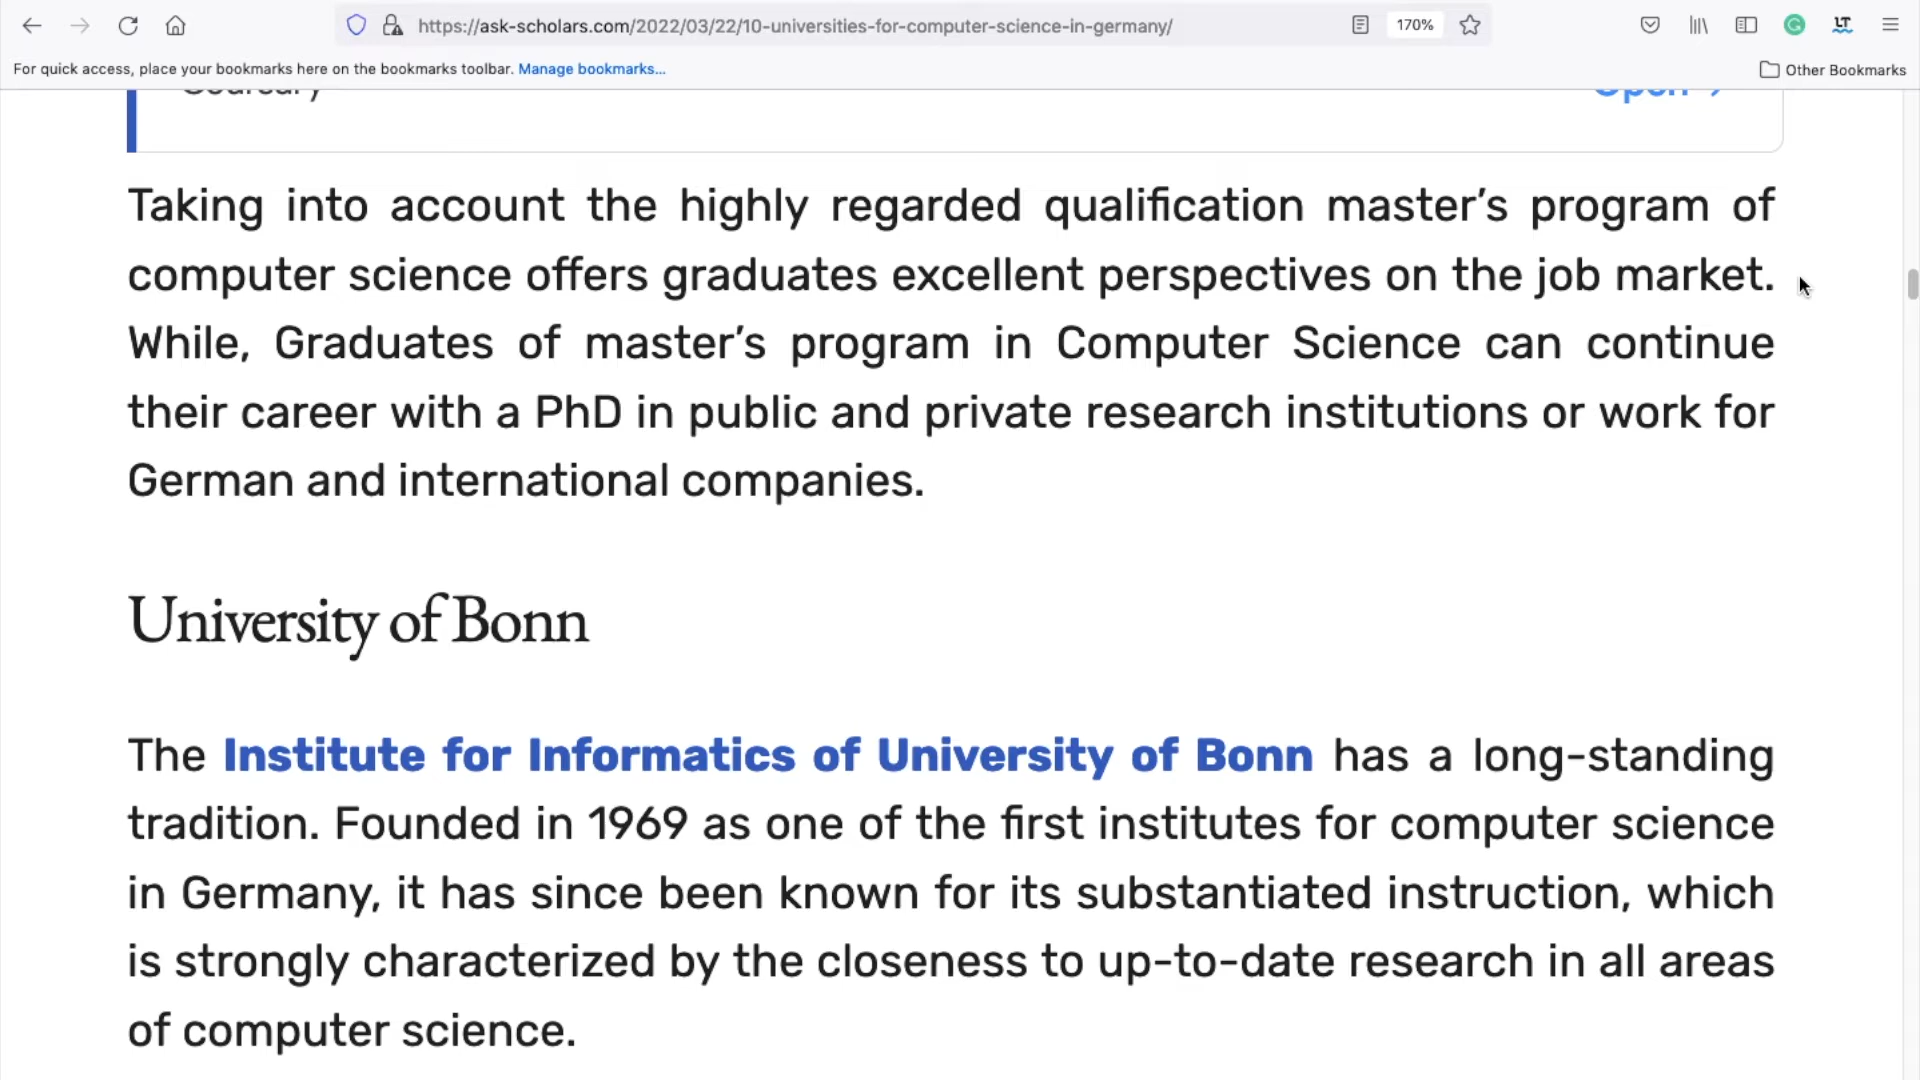 https://ask-scholars.com/2022/03/22/10-universities-for-computer-science-in-germany/
170%
For quick access, place your bookmarks here on the bookmarks toolbar. Manage bookmarks...
Other Bookmarks
Open
Taking into account the highly regarded qualification master’s program of
computer science offers graduates excellent perspectives on the job market.
While, Graduates of master’s program in Computer Science can continue
their career with a PhD in public and private research institutions or work for
German and international companies.
University of Bonn
The Institute for Informatics of University of Bonn has a long-standing
tradition. Founded in 1969 as one of the first institutes for computer science
in Germany, it has since been known for its substantiated instruction, which
is strongly characterized by the closeness to up-to-date research in all areas
of computer science.